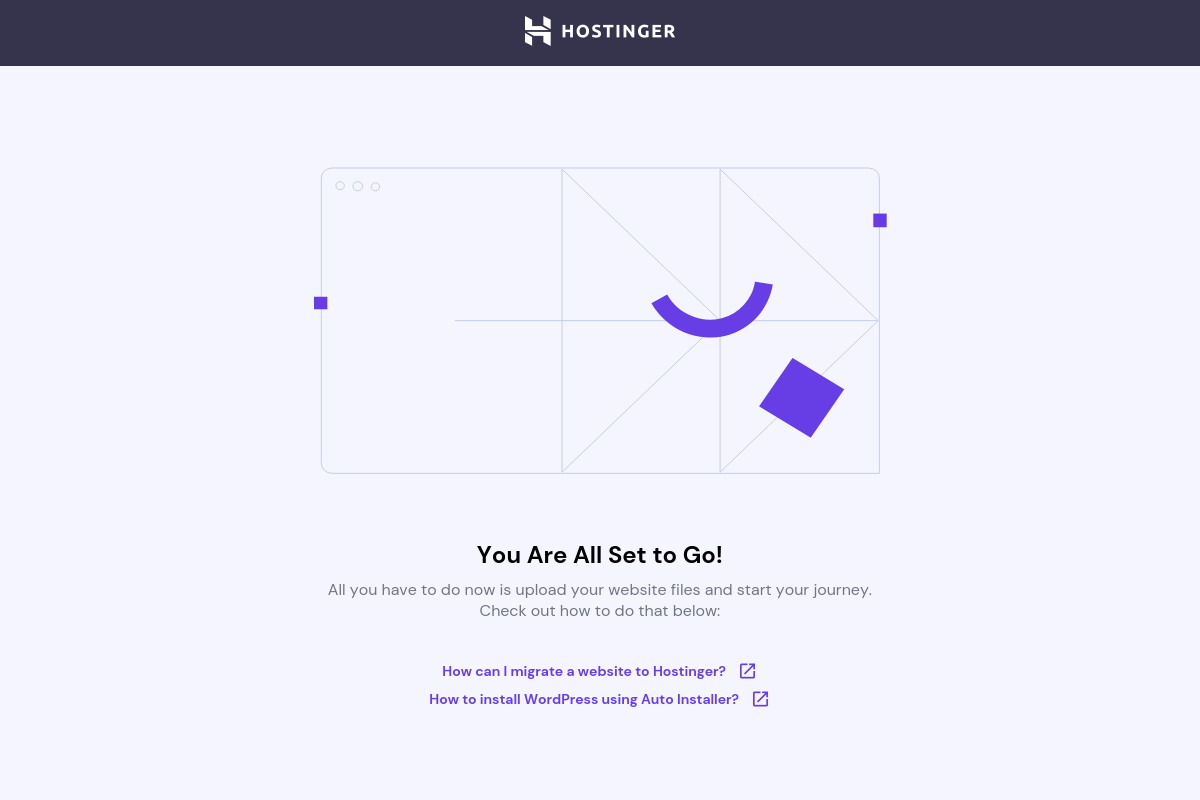 HOSTINGER
You Are All Set to Go!
All you have to do now is upload your website files and start your journey.
Check out how to do that below:
How can I migrate a website to Hostinger?
How to install WordPress using Auto Installer?